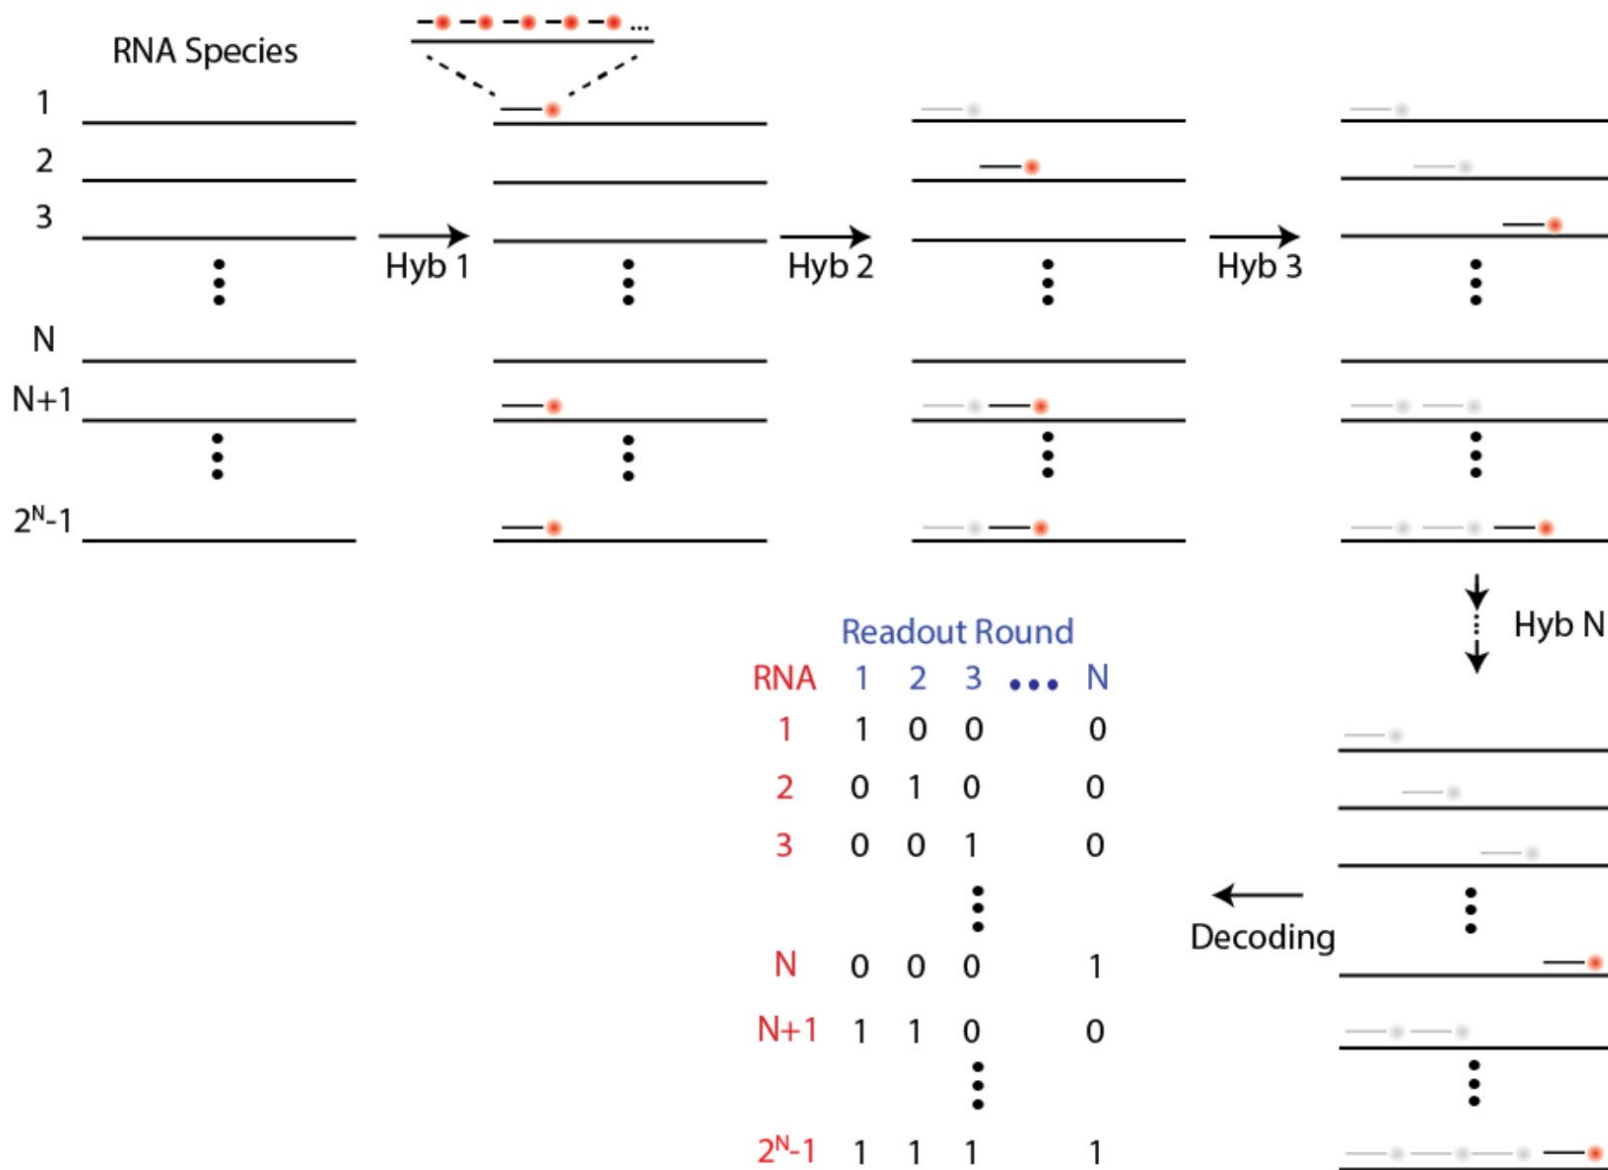 RNA Species
...
1
2
3
Hyb 1
Hyb 2
Hyb 3
N
N+1
2ᴺ-1
Hyb N
Readout Round
RNA 1 2 3 ••• N
1 1 0 0 0
2 0 1 0 0
3 0 0 1 0
Decoding
N 0 0 0 1
N+1 1 1 0 0
2ᴺ-1 1 1 1 1